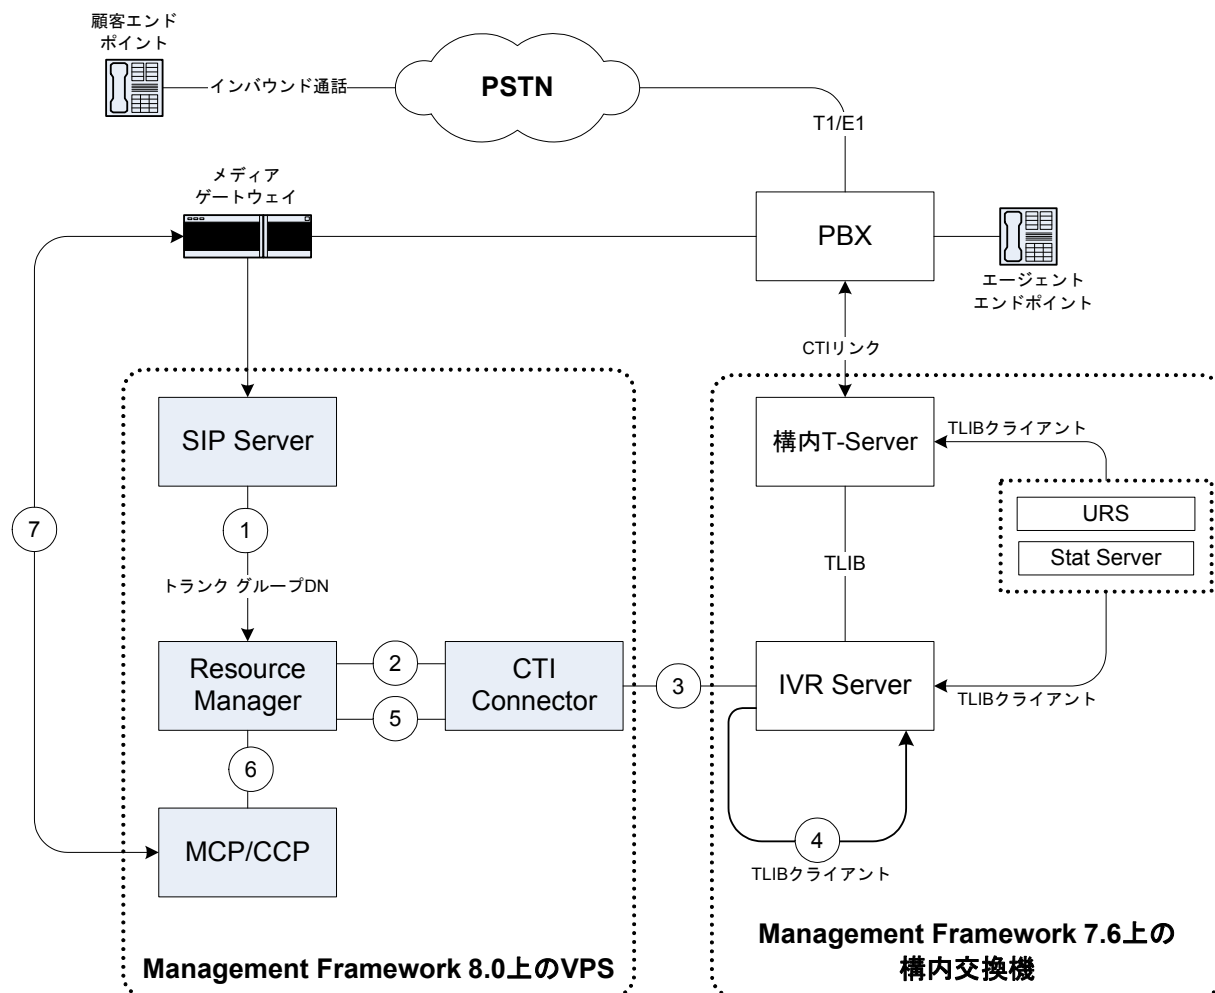 顧客エンド
ポイント
インバウンド通話
PSTN
T1/E1
メディア
ゲートウェイ
PBX
エージェント
エンドポイント
CTIリンク
SIP Server
構内T-Server
TLIBクライアント
URS
Stat Server
7
1
TLIB
トランク グループDN
Resource
Manager
2
5
CTI
Connector
3
IVR Server
TLIBクライアント
6
MCP/CCP
4
TLIBクライアント
Management Framework 8.0上のVPS
Management Framework 7.6上の
構内交換機